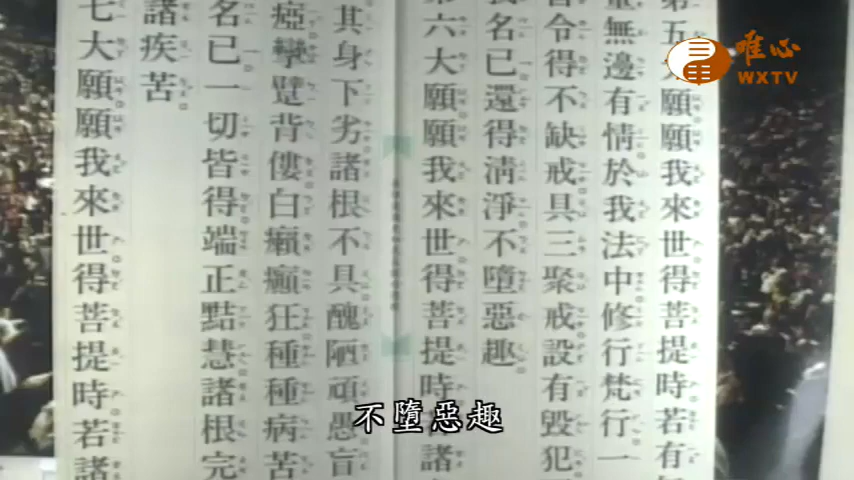 唯心
WXTV
第五大願願我來世得菩提時若有
量無邊有情於我法中修行梵行一
皆令得不缺戒具三聚戒設有毀犯
我名已還得清淨不墮惡趣
第六大願願我來世得菩提時若諸
其身下劣諸根不具醜陋頑愚盲
瘂攣躄背僂白癩癲狂種種病苦
名已一切皆得端正黠慧諸根完
諸疾苦
七大願願我來世得菩提時若諸
不墮惡趣